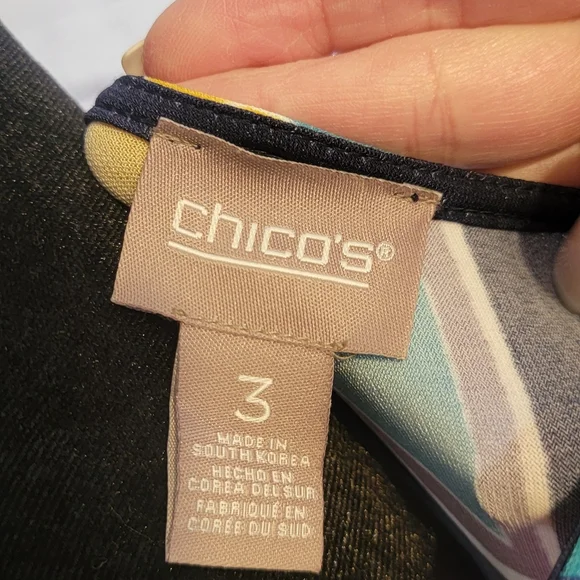 chico's®
3
MADE IN
SOUTH KOREA
HECHO EN
COREA DEL SUR
FABRIQUÉ EN
CORÉE DU SUD